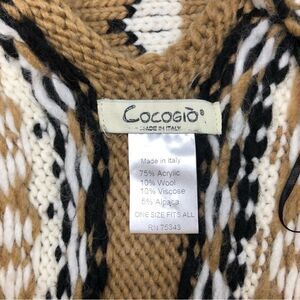 COCOGIÒ®
MADE IN ITALY
Made in Italy
75% Acrylic
10% Wool
10% Viscose
5% Alpaca
ONE SIZE FITS ALL
RN 75343